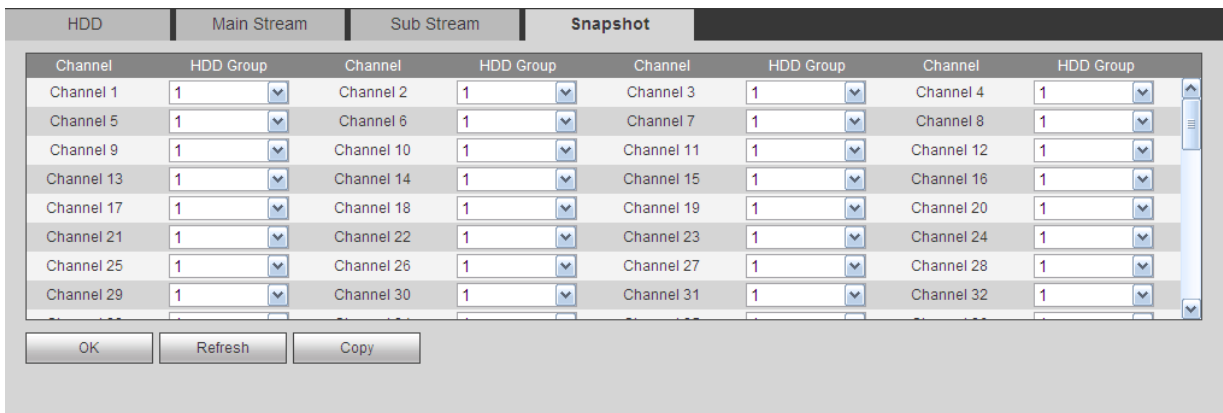 HDD Main Stream Sub Stream Snapshot
Channel HDD Group Channel HDD Group Channel HDD Group Channel HDD Group
Channel 1 1 Channel 2 1 Channel 3 1 Channel 4 1
Channel 5 1 Channel 6 1 Channel 7 1 Channel 8 1
Channel 9 1 Channel 10 1 Channel 11 1 Channel 12 1
Channel 13 1 Channel 14 1 Channel 15 1 Channel 16 1
Channel 17 1 Channel 18 1 Channel 19 1 Channel 20 1
Channel 21 1 Channel 22 1 Channel 23 1 Channel 24 1
Channel 25 1 Channel 26 1 Channel 27 1 Channel 28 1
Channel 29 1 Channel 30 1 Channel 31 1 Channel 32 1
OK Refresh Copy